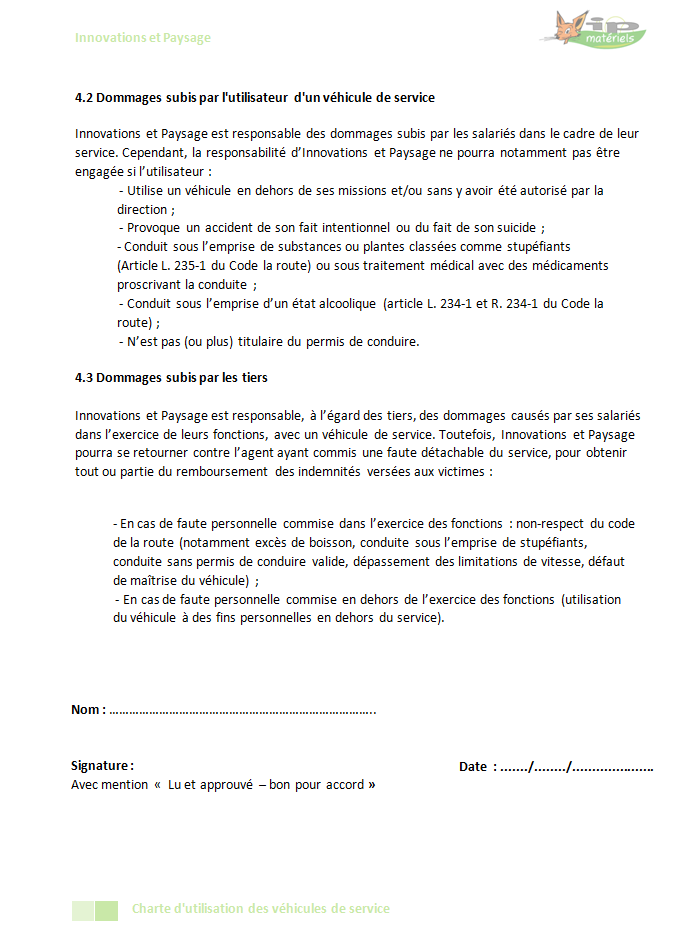 Innovations et Paysage
ip
matériels
4.2 Dommages subis par l'utilisateur d'un véhicule de service
Innovations et Paysage est responsable des dommages subis par les salariés dans le cadre de leur
service. Cependant, la responsabilité d’Innovations et Paysage ne pourra notamment pas être
engagée si l’utilisateur :
- Utilise un véhicule en dehors de ses missions et/ou sans y avoir été autorisé par la
direction ;
- Provoque un accident de son fait intentionnel ou du fait de son suicide ;
- Conduit sous l’emprise de substances ou plantes classées comme stupéfiants
(Article L. 235-1 du Code la route) ou sous traitement médical avec des médicaments
proscrivant la conduite ;
- Conduit sous l’emprise d’un état alcoolique (article L. 234-1 et R. 234-1 du Code la
route) ;
- N’est pas (ou plus) titulaire du permis de conduire.
4.3 Dommages subis par les tiers
Innovations et Paysage est responsable, à l’égard des tiers, des dommages causés par ses salariés
dans l’exercice de leurs fonctions, avec un véhicule de service. Toutefois, Innovations et Paysage
pourra se retourner contre l’agent ayant commis une faute détachable du service, pour obtenir
tout ou partie du remboursement des indemnités versées aux victimes :
- En cas de faute personnelle commise dans l’exercice des fonctions : non-respect du code
de la route (notamment excès de boisson, conduite sous l’emprise de stupéfiants,
conduite sans permis de conduire valide, dépassement des limitations de vitesse, défaut
de maîtrise du véhicule) ;
- En cas de faute personnelle commise en dehors de l’exercice des fonctions (utilisation
du véhicule à des fins personnelles en dehors du service).
Nom : ……………………………………………………………………..
Signature :
Date : ......./......../.....................
Avec mention « Lu et approuvé – bon pour accord »
Charte d'utilisation des véhicules de service